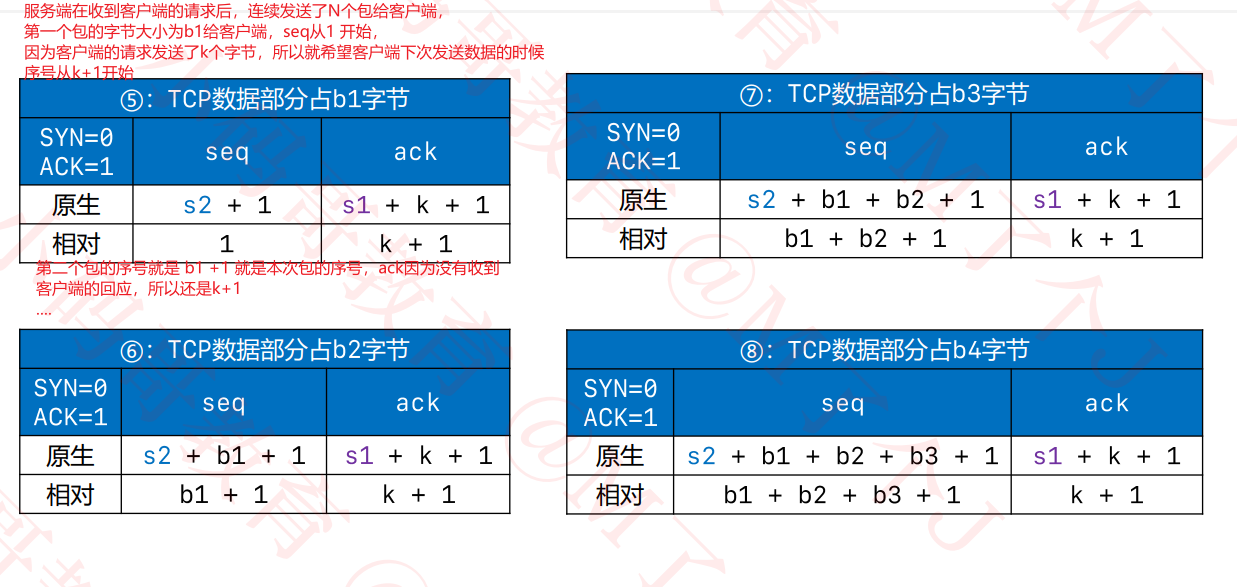 服务端在收到客户端的请求后，连续发送了N个包给客户端，
第一个包的字节大小为b1给客户端，seq从1 开始，
因为客户端的请求发送了k个字节，所以就希望客户端下次发送数据的时候
序号从k+1开始
⑤：TCP数据部分占b1字节
SYN=0
ACK=1
seq
ack
原生
s2 + 1
s1 + k + 1
相对
1
k + 1
第二个包的序号就是 b1 +1 就是本次包的序号，ack因为没有收到
客户端的回应，所以还是k+1
....
⑥：TCP数据部分占b2字节
SYN=0
ACK=1
seq
ack
原生
s2 + b1 + 1
s1 + k + 1
相对
b1 + 1
k + 1
⑦：TCP数据部分占b3字节
SYN=0
ACK=1
seq
ack
原生
s2 + b1 + b2 + 1
s1 + k + 1
相对
b1 + b2 + 1
k + 1
⑧：TCP数据部分占b4字节
SYN=0
ACK=1
seq
ack
原生
s2 + b1 + b2 + b3 + 1
s1 + k + 1
相对
b1 + b2 + b3 + 1
k + 1
小码哥教育 @M了个J